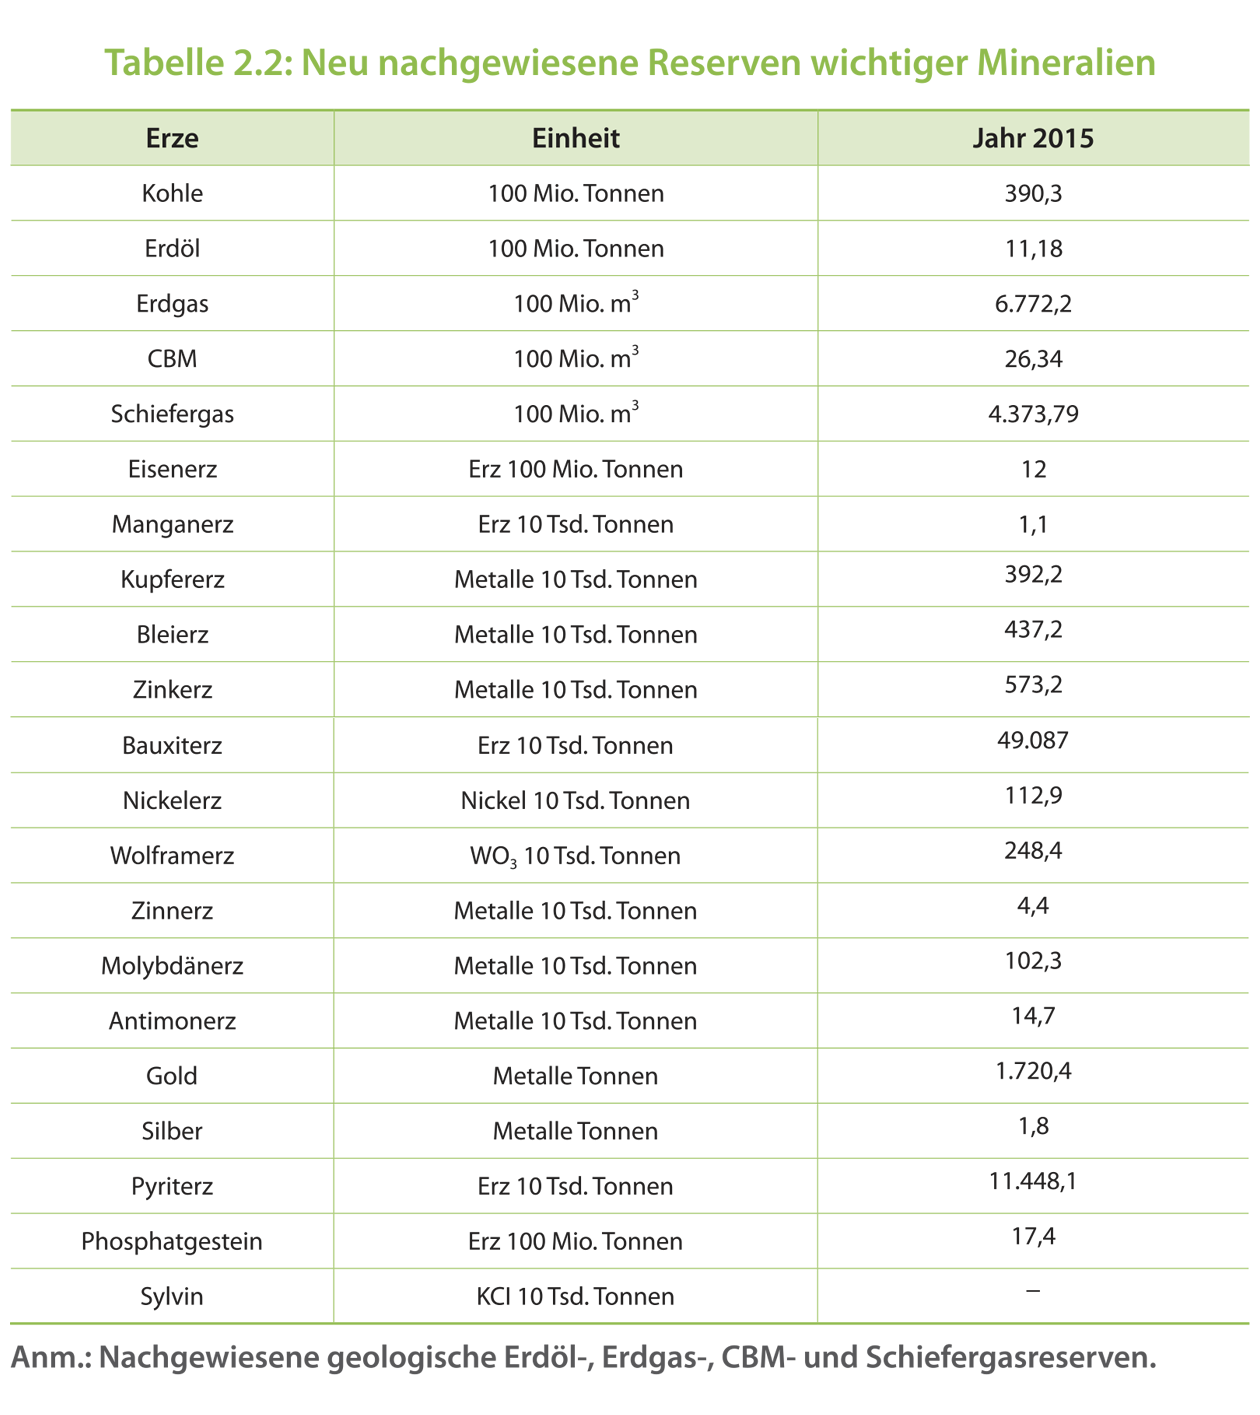 Tabelle 2.2: Neu nachgewiesene Reserven wichtiger Mineralien
Erze Einheit Jahr 2015
Kohle 100 Mio. Tonnen 390,3
Erdöl 100 Mio. Tonnen 11,18
Erdgas 100 Mio. m³ 6.772,2
CBM 100 Mio. m³ 26,34
Schiefergas 100 Mio. m³ 4.373,79
Eisenerz Erz 100 Mio. Tonnen 12
Manganerz Erz 10 Tsd. Tonnen 1,1
Kupfererz Metalle 10 Tsd. Tonnen 392,2
Bleierz Metalle 10 Tsd. Tonnen 437,2
Zinkerz Metalle 10 Tsd. Tonnen 573,2
Bauxiterz Erz 10 Tsd. Tonnen 49.087
Nickelerz Nickel 10 Tsd. Tonnen 112,9
Wolframerz WO₃ 10 Tsd. Tonnen 248,4
Zinnerz Metalle 10 Tsd. Tonnen 4,4
Molybdänerz Metalle 10 Tsd. Tonnen 102,3
Antimonerz Metalle 10 Tsd. Tonnen 14,7
Gold Metalle Tonnen 1.720,4
Silber Metalle Tonnen 1,8
Pyriterz Erz 10 Tsd. Tonnen 11.448,1
Phosphatgestein Erz 100 Mio. Tonnen 17,4
Sylvin KCl 10 Tsd. Tonnen –
Anm.: Nachgewiesene geologische Erdöl-, Erdgas-, CBM- und Schiefergasreserven.